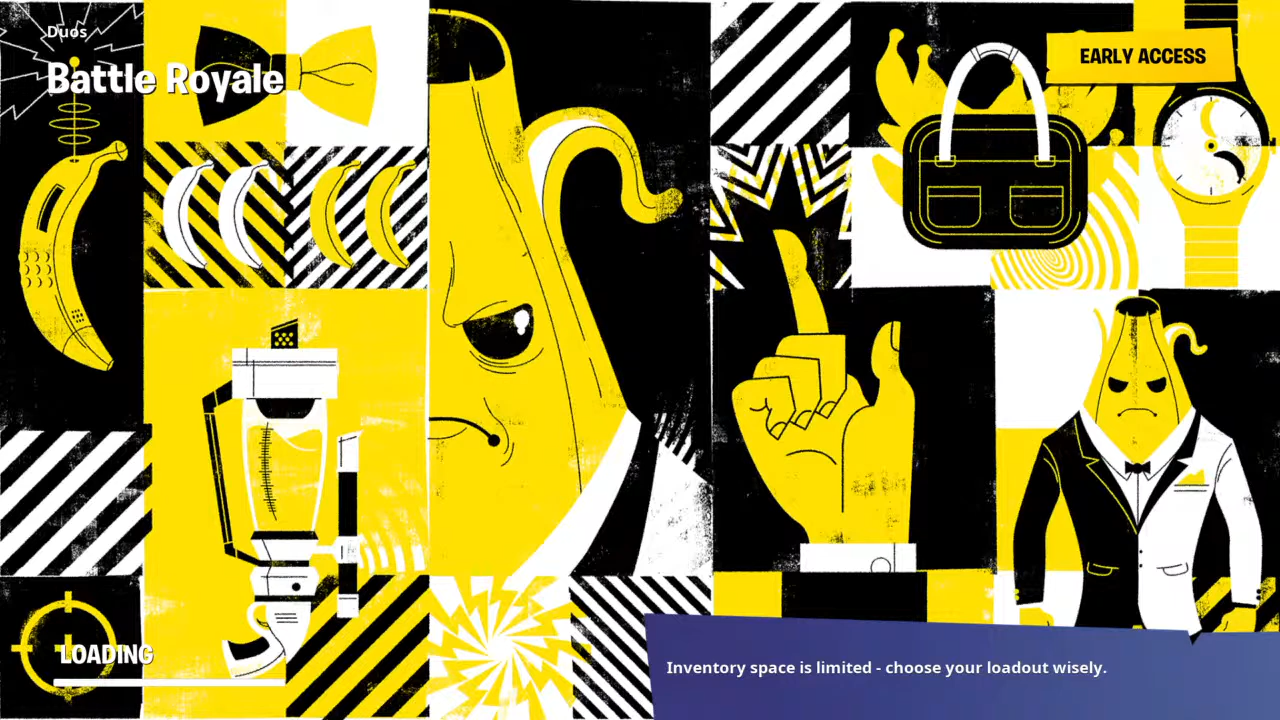 Duos
Battle Royale
EARLY ACCESS
LOADING
Inventory space is limited - choose your loadout wisely.